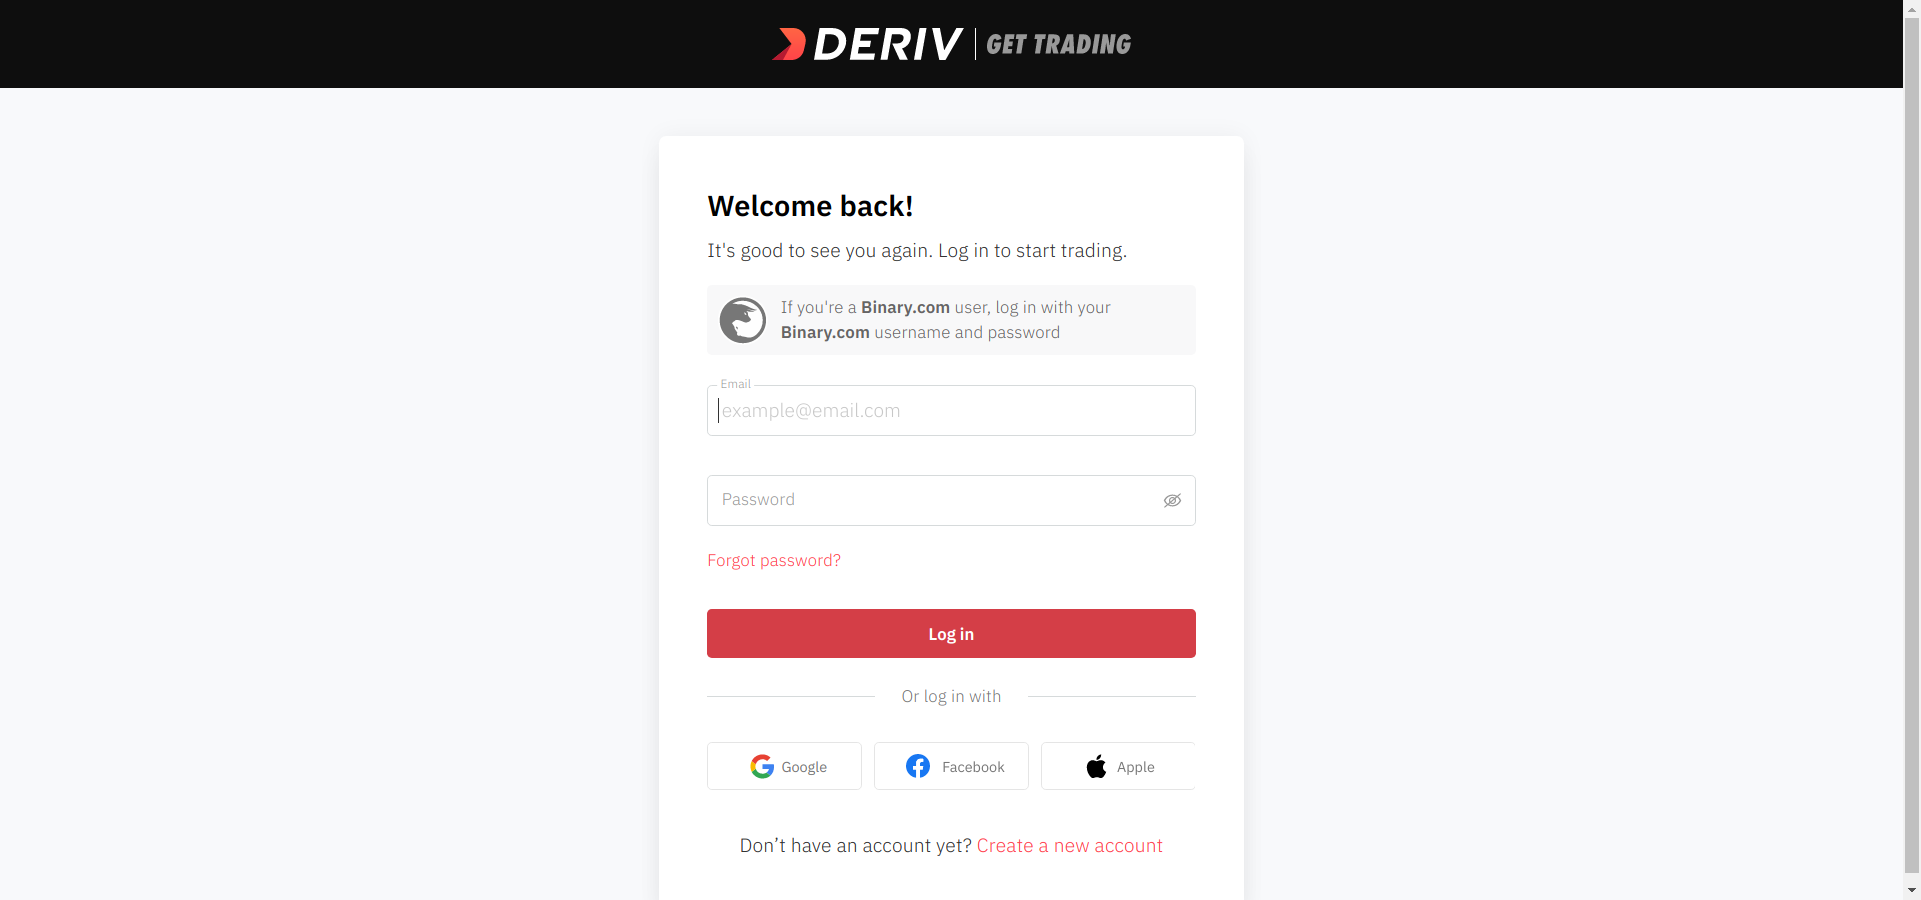 DERIV | GET TRADING
Welcome back!
It's good to see you again. Log in to start trading.
If you're a Binary.com user, log in with your
Binary.com username and password
Email
example@email.com
Password
Forgot password?
Log in
Or log in with
Google
Facebook
Apple
Don’t have an account yet? Create a new account